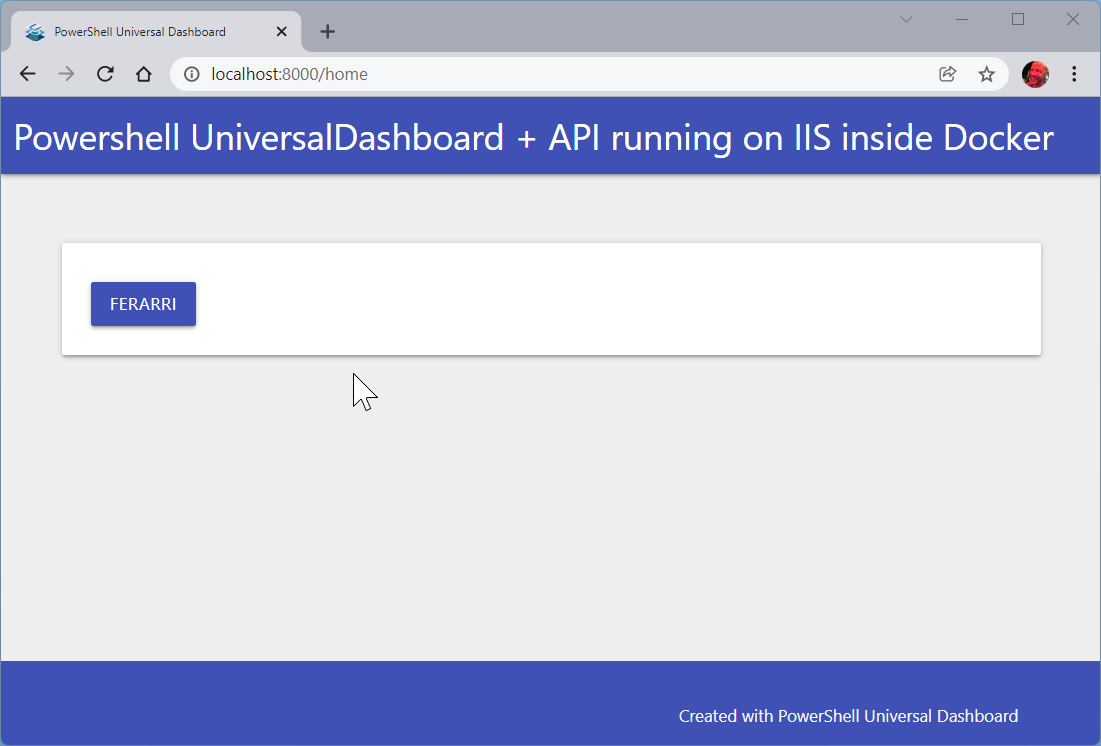 PowerShell Universal Dashboard
localhost:8000/home
Powershell UniversalDashboard + API running on IIS inside Docker
FERARRI
Created with PowerShell Universal Dashboard